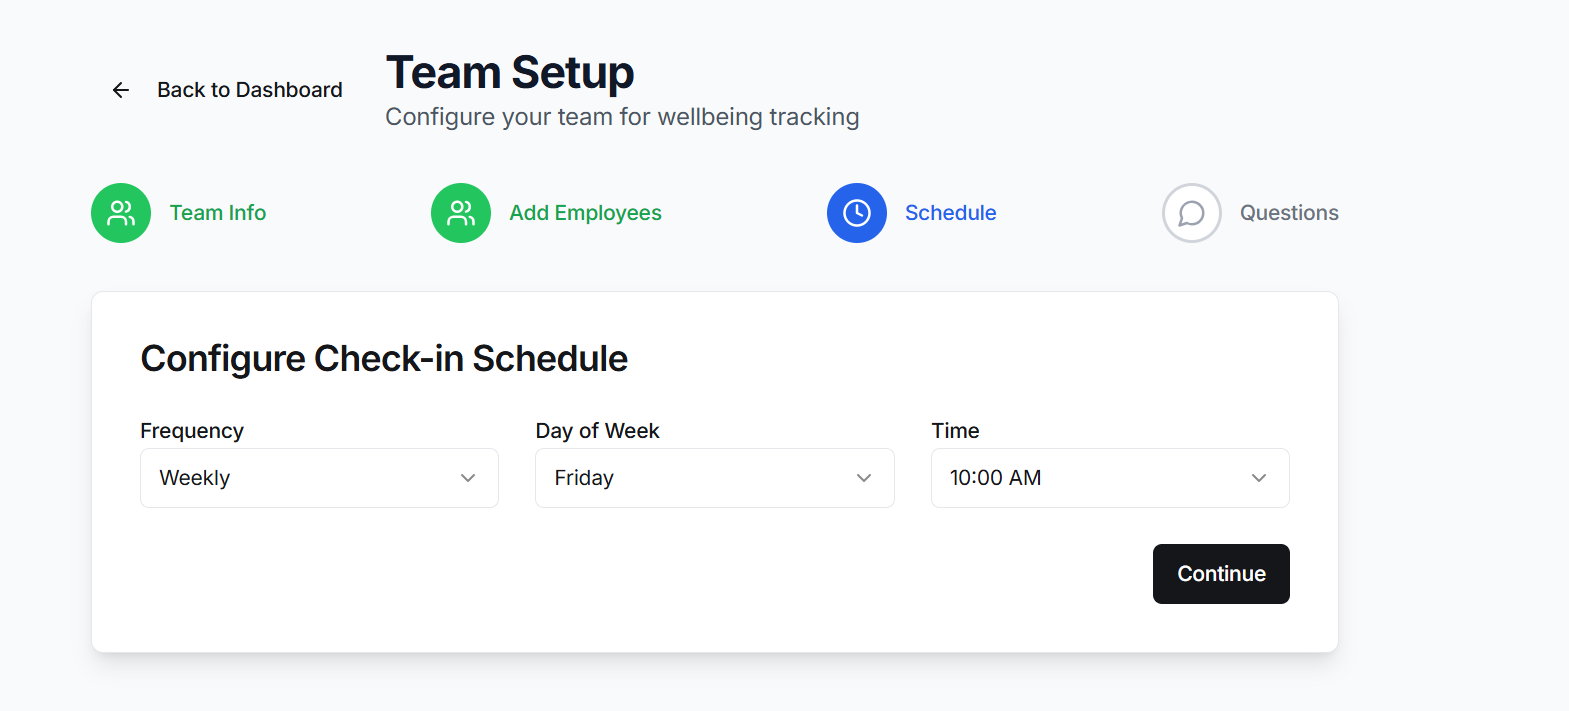 Back to Dashboard
Team Setup
Configure your team for wellbeing tracking
Team Info
Add Employees
Schedule
Questions
Configure Check-in Schedule
Frequency
Day of Week
Time
Weekly
Friday
10:00 AM
Continue